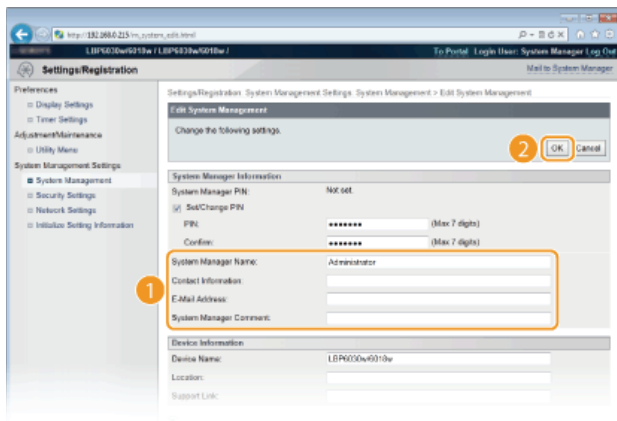 http://192.168.0.215/m_system_edit.html
LBP6030w/6018w / LBP6030w/6018w /
To Portal Login User: System Manager Log Out
Settings/Registration
Mail to System Manager
Preferences
Display Settings
Timer Settings
Adjustment/Maintenance
Utility Menu
System Management Settings
System Management
Security Settings
Network Settings
Initialize Setting Information
Settings/Registration: System Management Settings: System Management > Edit System Management
Edit System Management
Change the following settings.
2
OK
Cancel
System Manager Information
System Manager PIN:
Not set.
Set/Change PIN
PIN:
•••••••
(Max 7 digits)
Confirm:
•••••••
(Max 7 digits)
1
System Manager Name:
Administrator
Contact Information:
E-Mail Address:
System Manager Comment:
Device Information
Device Name:
LBP6030w/6018w
Location:
Support Link: